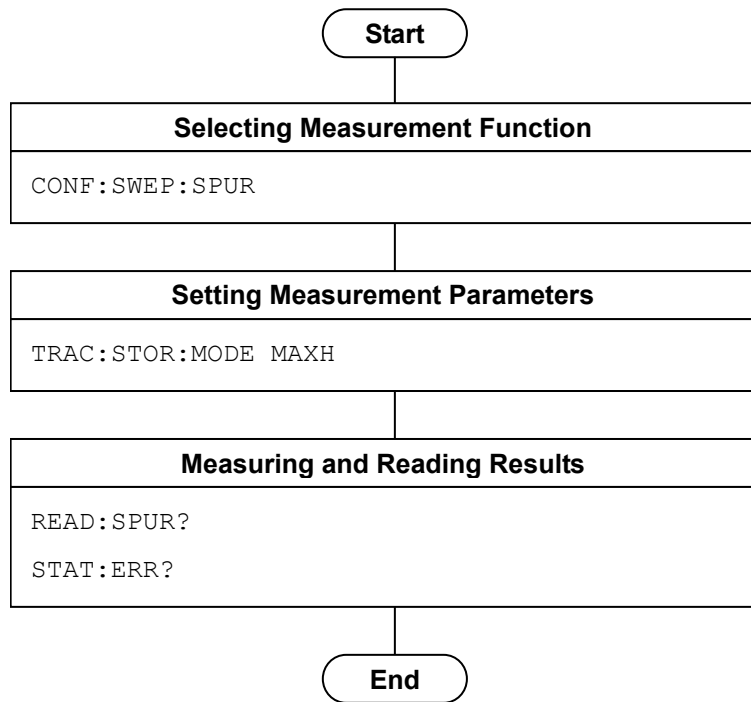 Start
Selecting Measurement Function
CONF:SWEP:SPUR
Setting Measurement Parameters
TRAC:STOR:MODE MAXH
Measuring and Reading Results
READ:SPUR?
STAT:ERR?
End